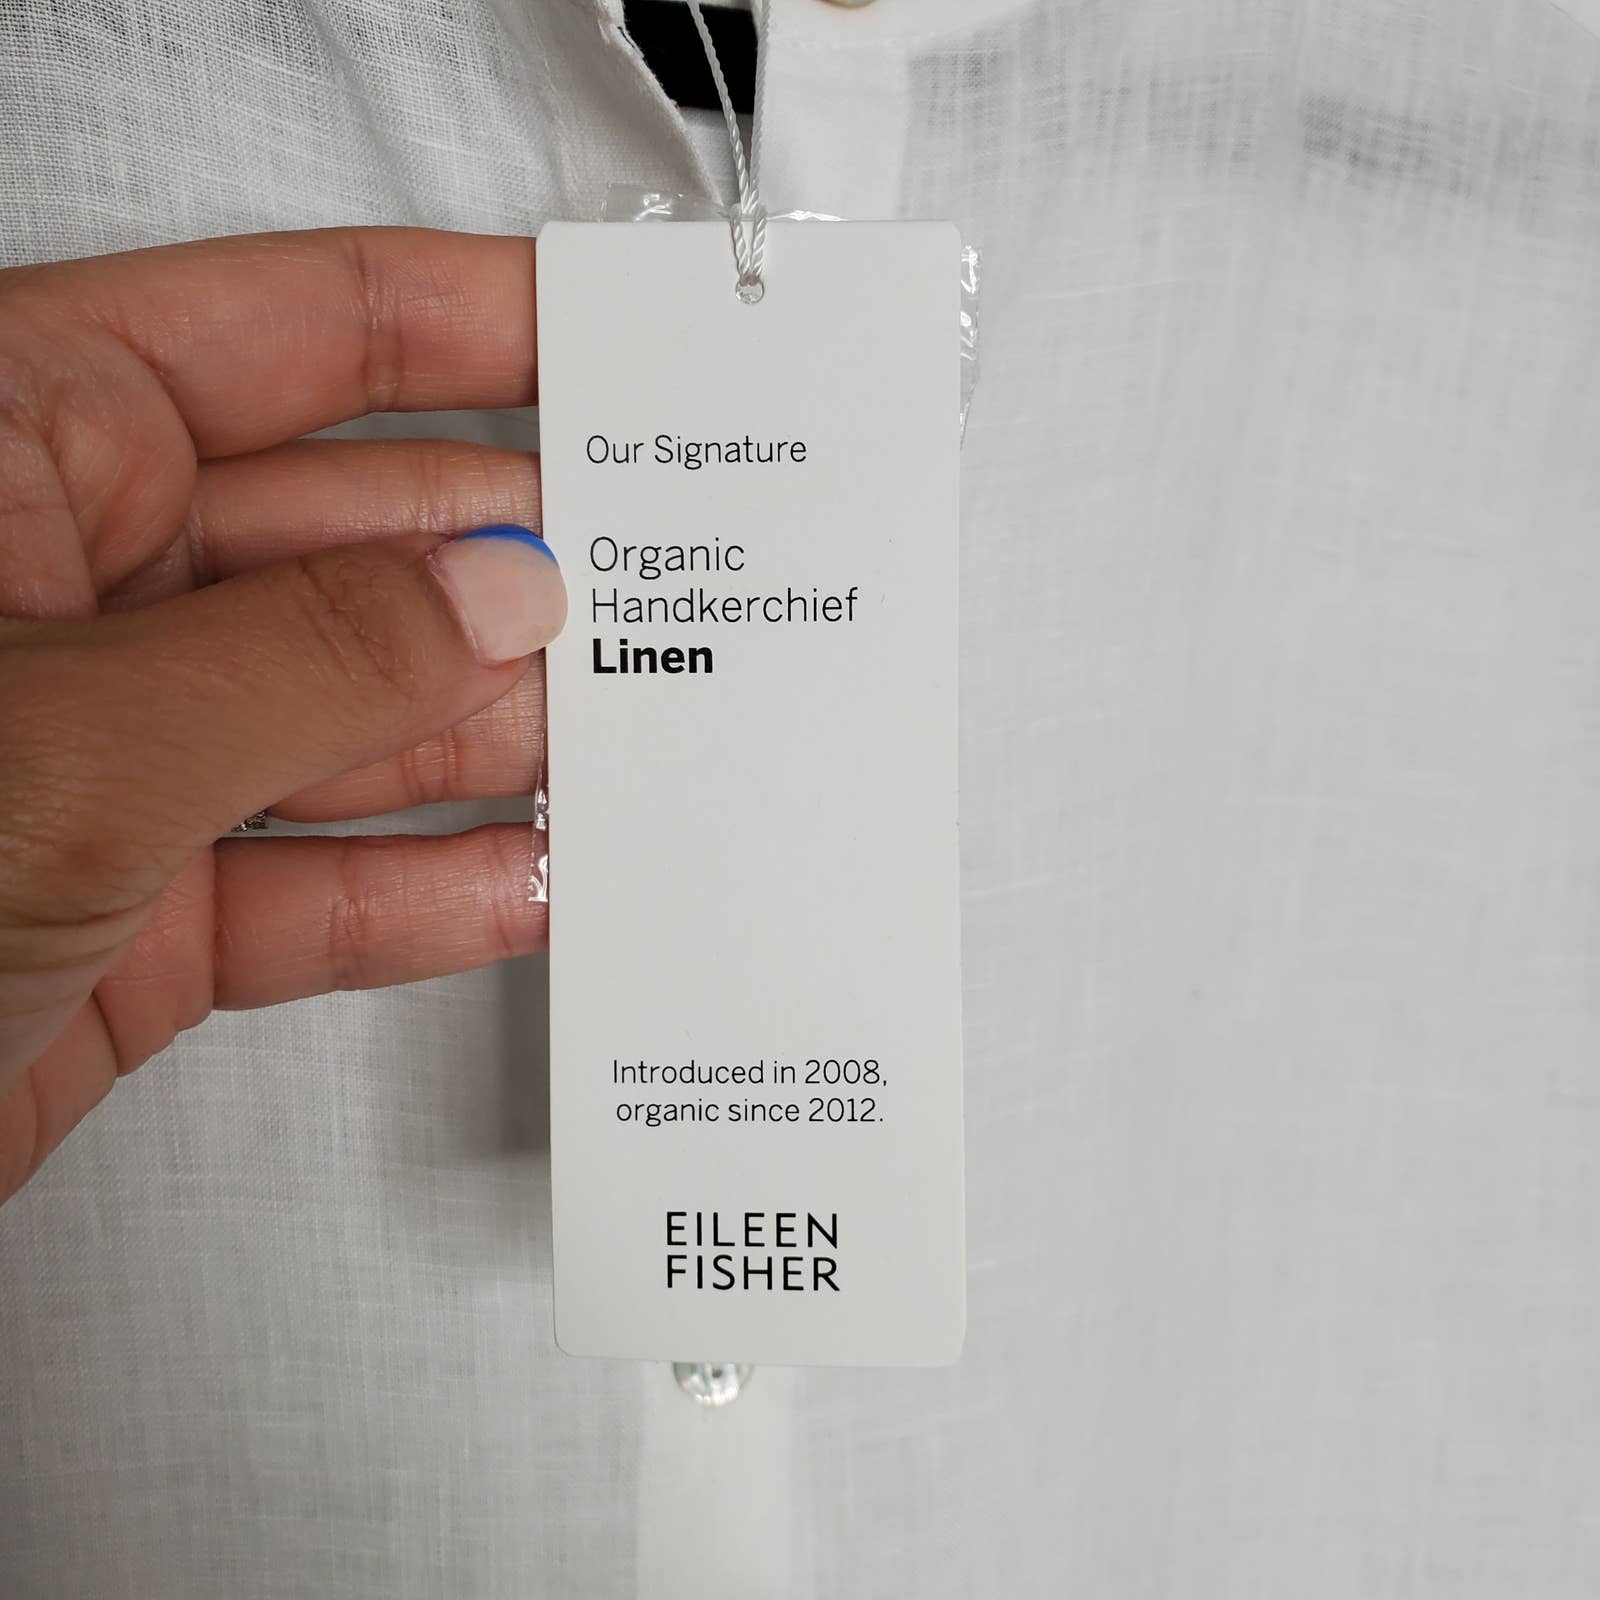 Our Signature
Organic
Handkerchief
Linen
Introduced in 2008,
organic since 2012.
EILEEN
FISHER